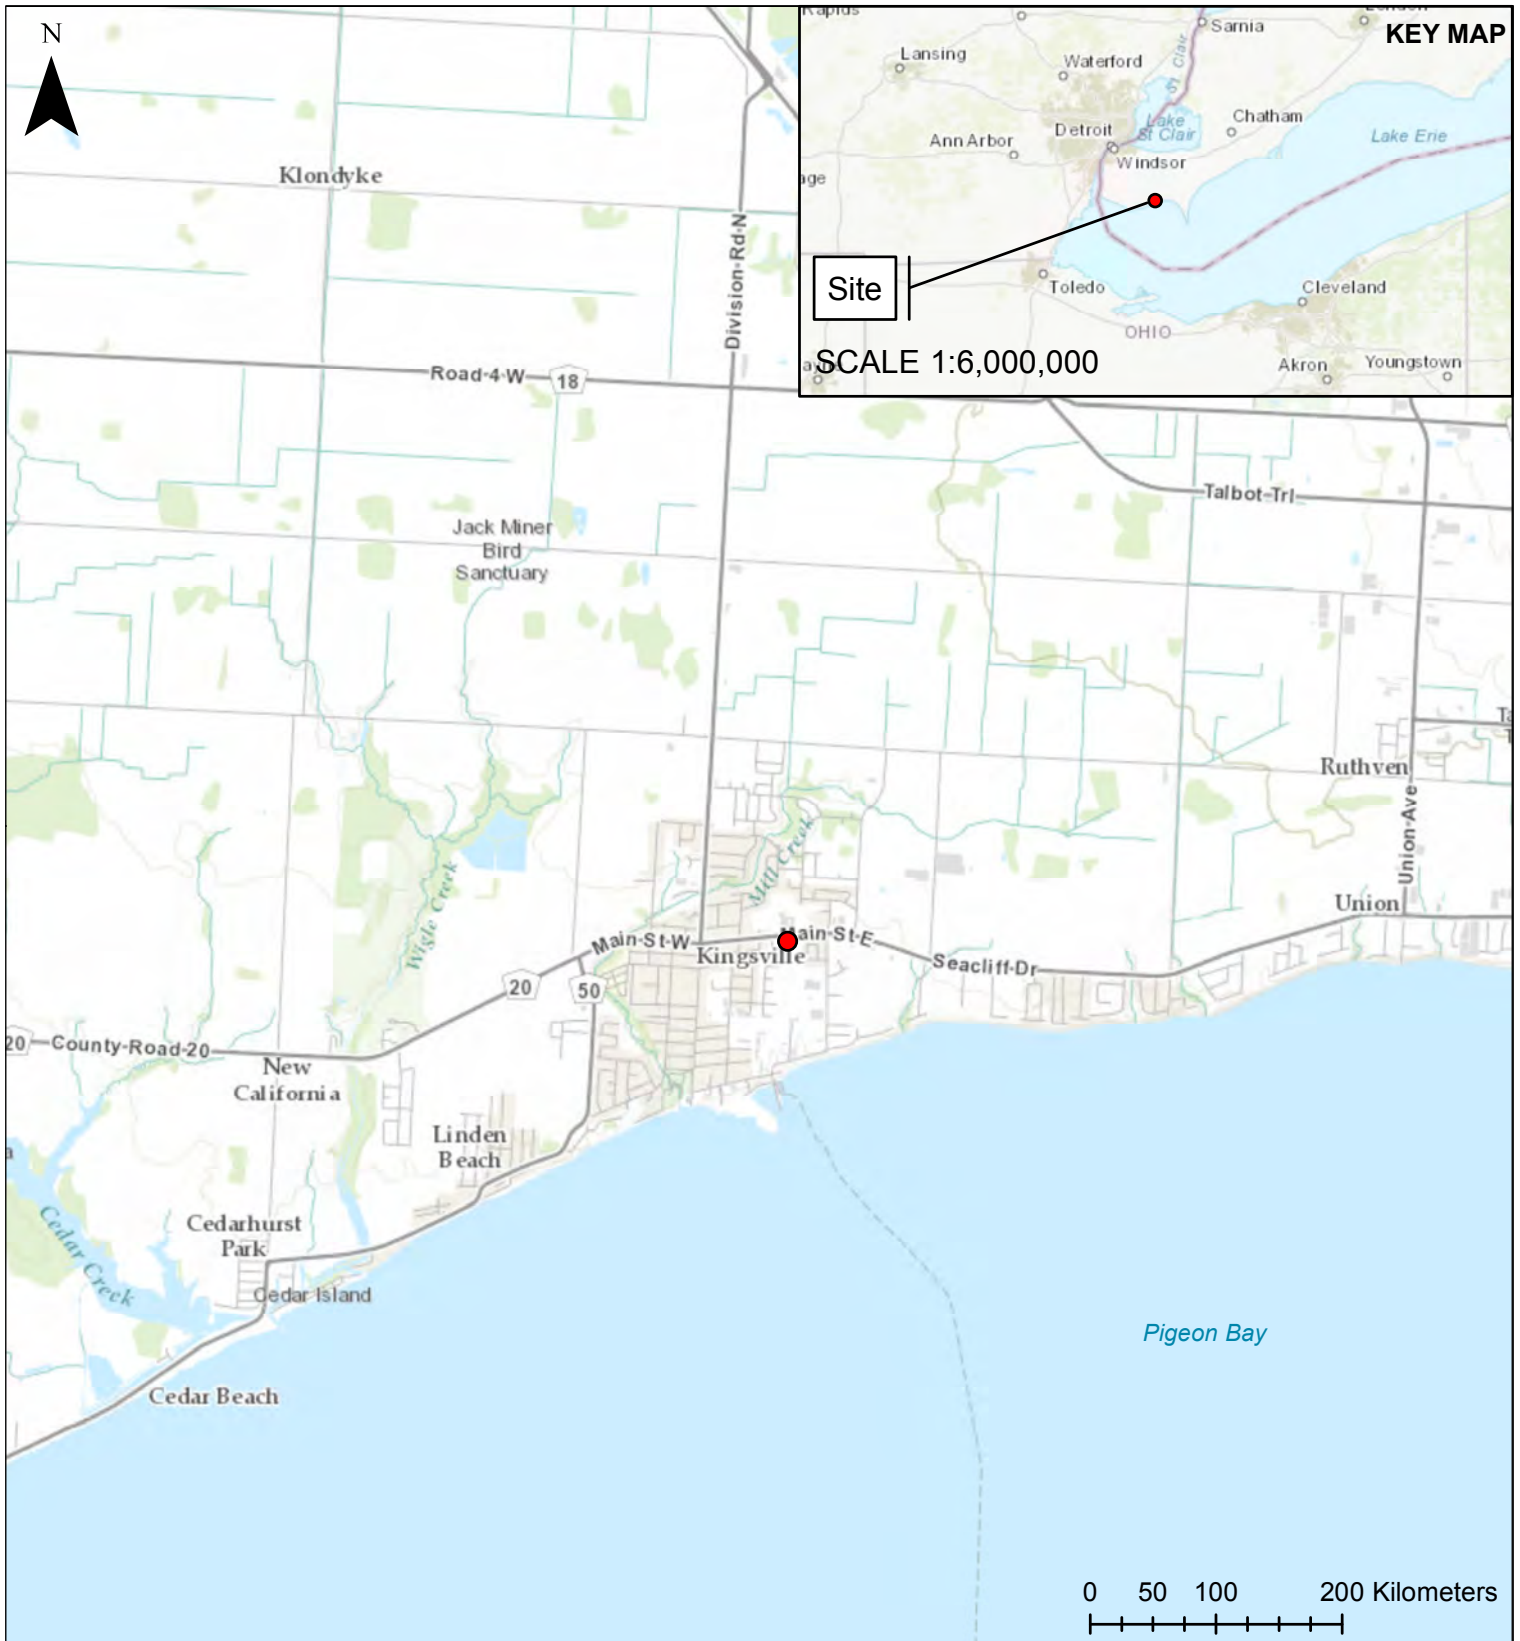 N
KEY MAP
Sarnia
Lansing
Waterford
St. Clair
Chatham
Lake
St Clair
Detroit
Lake Erie
Ann Arbor
Windsor
Site
Toledo
Cleveland
OHIO
SCALE 1:6,000,000
Akron
Youngstown
Klondyke
Division-Rd-N
Road-4-W
18
Talbot-Trl
Jack Miner
Bird
Sanctuary
Ruthven
Union-Ave
Mill Creek
Wigle Creek
Union
Main-St-W
Main-St-E
Kingsville
Seacliff-Dr
20
50
20
County-Road-20
New
California
Linden
Beach
Cedarhurst
Park
Cedar Creek
Cedar Island
Pigeon Bay
Cedar Beach
0 50 100 200 Kilometers